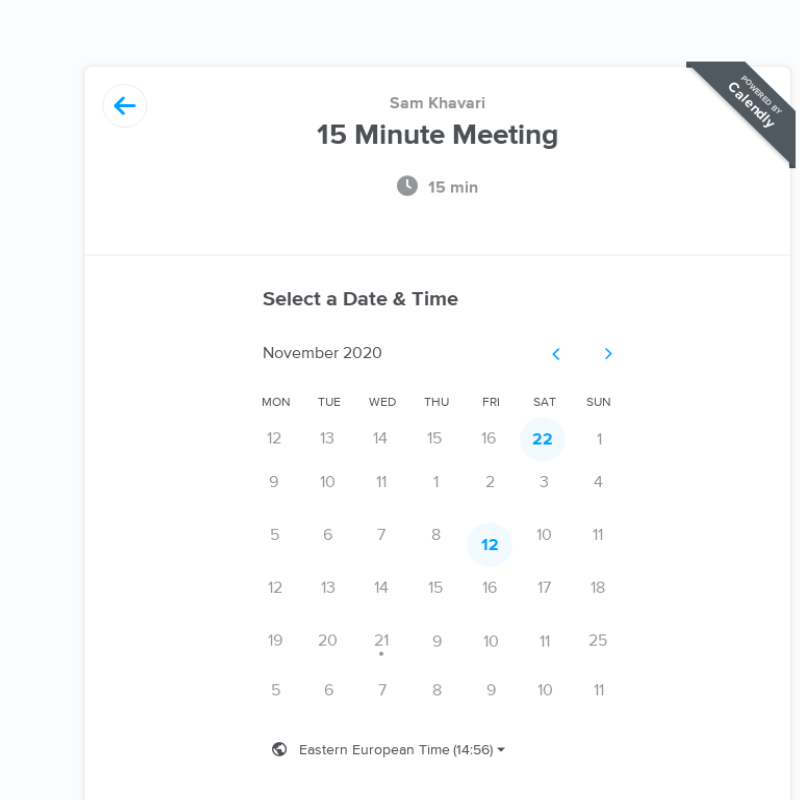 POWERED BY
Calendly
Sam Khavari
15 Minute Meeting
15 min
Select a Date & Time
November 2020
MON TUE WED THU FRI SAT SUN
12 13 14 15 16 22 1
9 10 11 1 2 3 4
5 6 7 8 12 10 11
12 13 14 15 16 17 18
19 20 21 9 10 11 25
5 6 7 8 9 10 11
Eastern European Time (14:56)